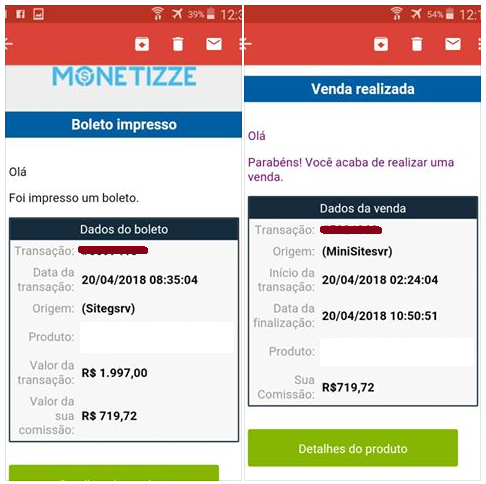 39% 12:3
MONETIZZE
Boleto impresso
Olá
Foi impresso um boleto.
Dados do boleto
Transação:
Data da
transação: 20/04/2018 08:35:04
Origem: (Sitegsrv)
Produto:
Valor da
transação: R$ 1.997,00
Valor da
sua
comissão: R$ 719,72
54% 12:1
Venda realizada
Olá
Parabéns! Você acaba de realizar uma
venda.
Dados da venda
Transação:
Origem: (MiniSitesvr)
Início da
transação: 20/04/2018 02:24:04
Data da
finalização: 20/04/2018 10:50:51
Produto:
Sua
Comissão: R$719,72
Detalhes do produto